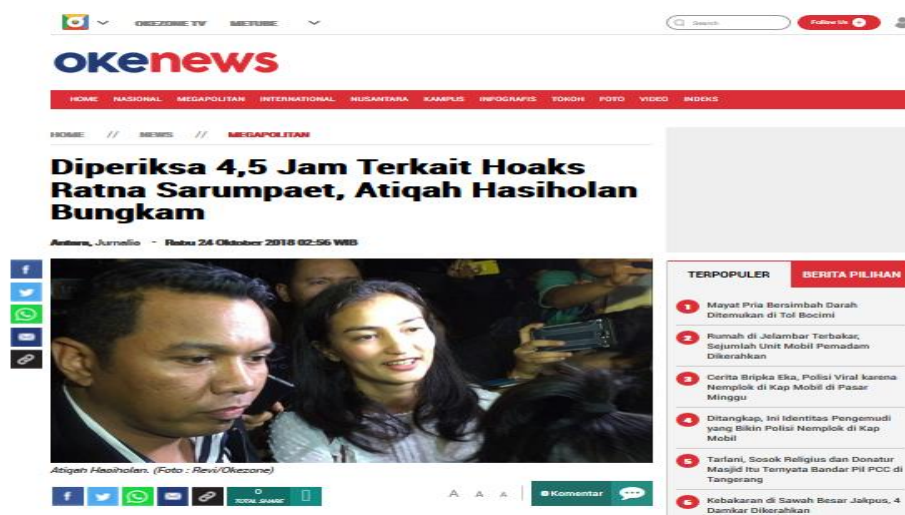 OKEZONE TV METUBE
Search
Follow Us
okenews
HOME NASIONAL MEGAPOLITAN INTERNATIONAL NUSANTARA KAMPUS INFOGRAFIS TOKOH FOTO VIDEO INDEKS
HOME // NEWS // MEGAPOLITAN
Diperiksa 4,5 Jam Terkait Hoaks
Ratna Sarumpaet, Atiqah Hasiholan
Bungkam
Antara, Jurnalis - Rabu 24 Oktober 2018 02:56 WIB
Atiqah Hasiholan. (Foto : Revi/Okezone)
0
TOTAL SHARE
A A A
0 Komentar
TERPOPULER BERITA PILIHAN
1 Mayat Pria Bersimbah Darah
Ditemukan di Tol Bocimi
2 Rumah di Jelambar Terbakar,
Sejumlah Unit Mobil Pemadam
Dikerahkan
3 Cerita Bripka Eka, Polisi Viral karena
Nemplok di Kap Mobil di Pasar
Minggu
4 Ditangkap, Ini Identitas Pengemudi
yang Bikin Polisi Nemplok di Kap
Mobil
5 Tarlani, Sosok Religius dan Donatur
Masjid Itu Ternyata Bandar Pil PCC di
Tangerang
6 Kebakaran di Sawah Besar Jakpus, 4
Damkar Dikerahkan